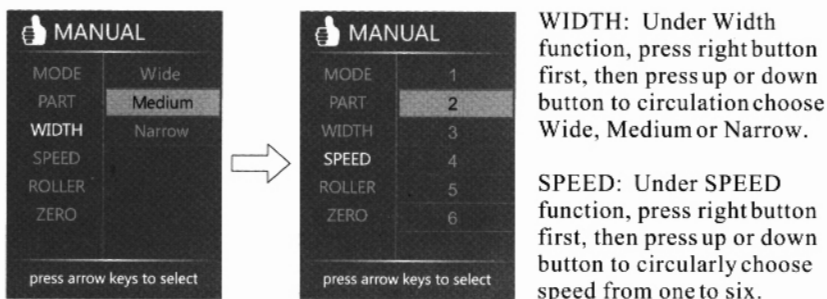 MANUAL
MODE Wide
PART Medium
WIDTH Narrow
SPEED
ROLLER
ZERO
press arrow keys to select
MANUAL
MODE 1
PART 2
WIDTH 3
SPEED 4
ROLLER 5
ZERO 6
press arrow keys to select
WIDTH: Under Width
function, press right button
first, then press up or down
button to circulation choose
Wide, Medium or Narrow.
SPEED: Under SPEED
function, press right button
first, then press up or down
button to circularly choose
speed from one to six.